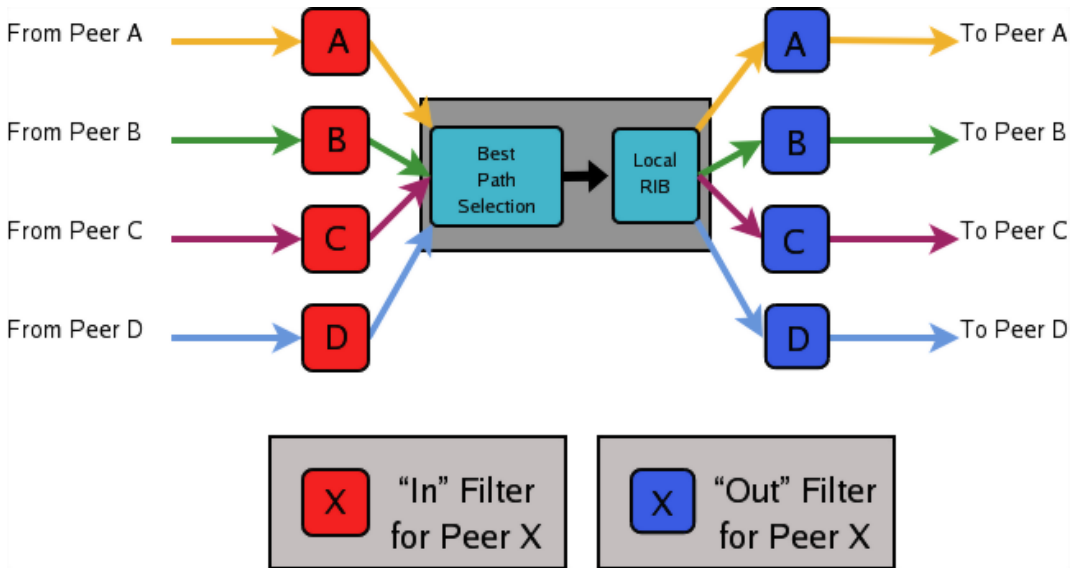 From Peer A
A
A
To Peer A
From Peer B
B
B
To Peer B
Best
Path
Selection
Local
RIB
From Peer C
C
C
To Peer C
From Peer D
D
D
To Peer D
X
“In” Filter
for Peer X
X
“Out” Filter
for Peer X